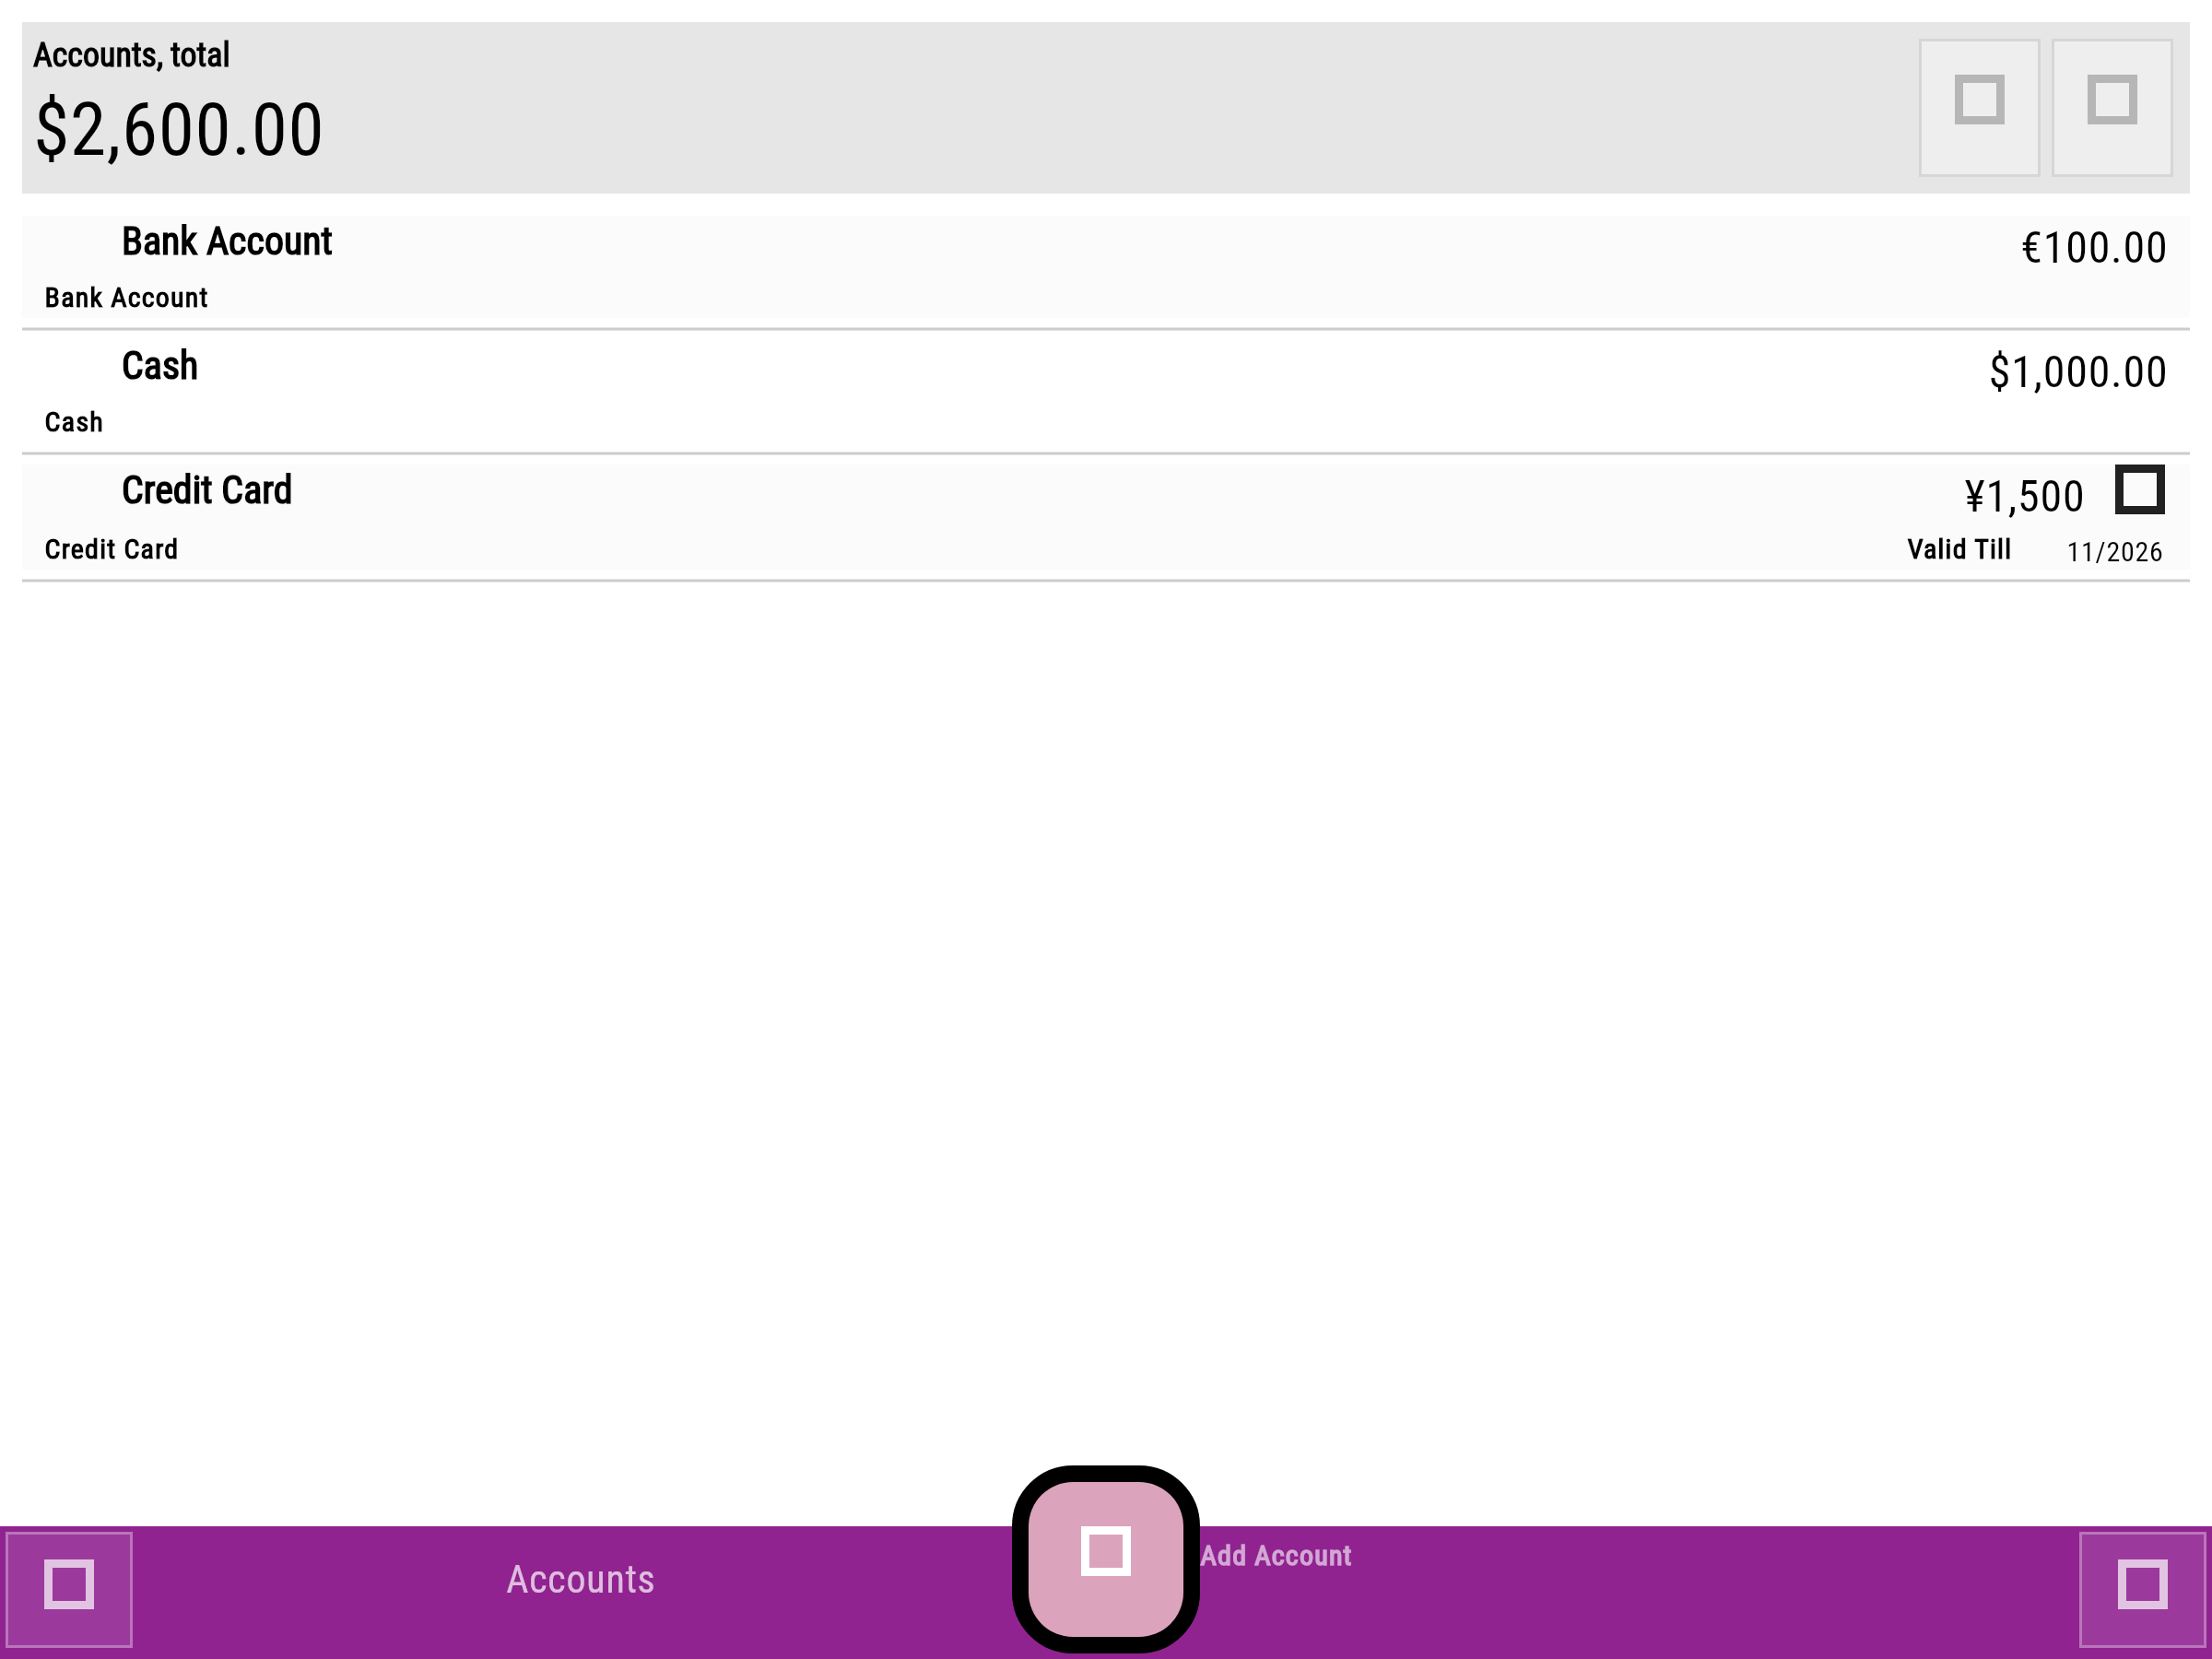 Accounts, total
$2,600.00
Bank Account
€100.00
Bank Account
Cash
$1,000.00
Cash
Credit Card
¥1,500
Credit Card
Valid Till 11/2026
Accounts
Add Account